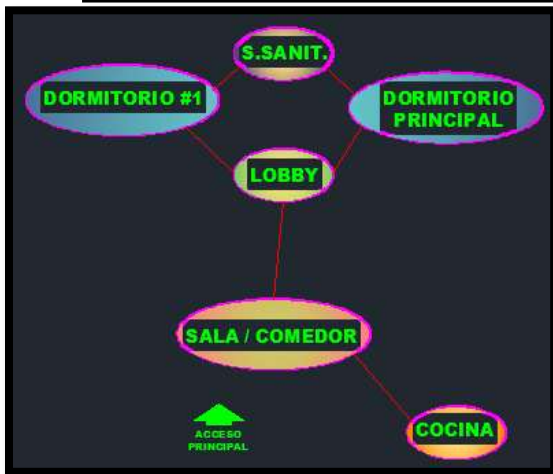 S.SANIT.
DORMITORIO #1
DORMITORIO
PRINCIPAL
LOBBY
SALA / COMEDOR
COCINA
ACCESO
PRINCIPAL